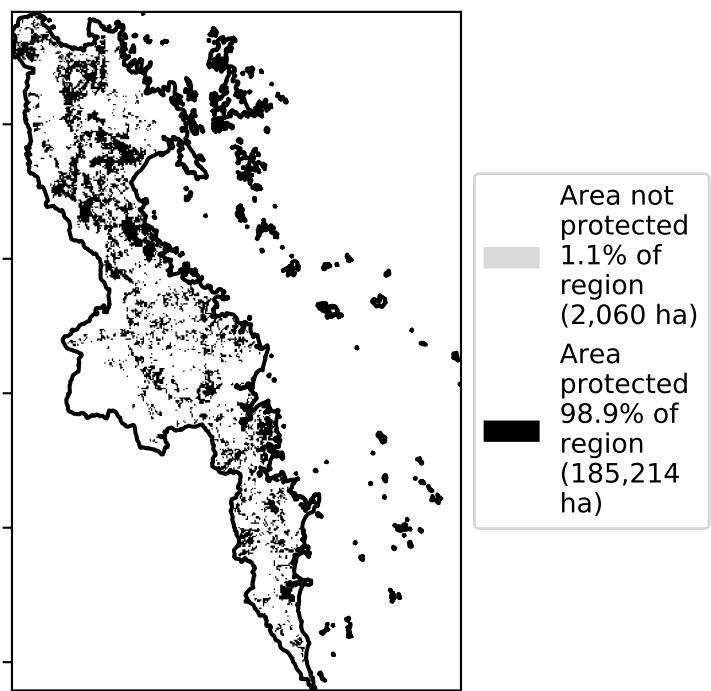 Area not
protected
1.1% of
region
(2,060 ha)
Area
protected
98.9% of
region
(185,214
ha)